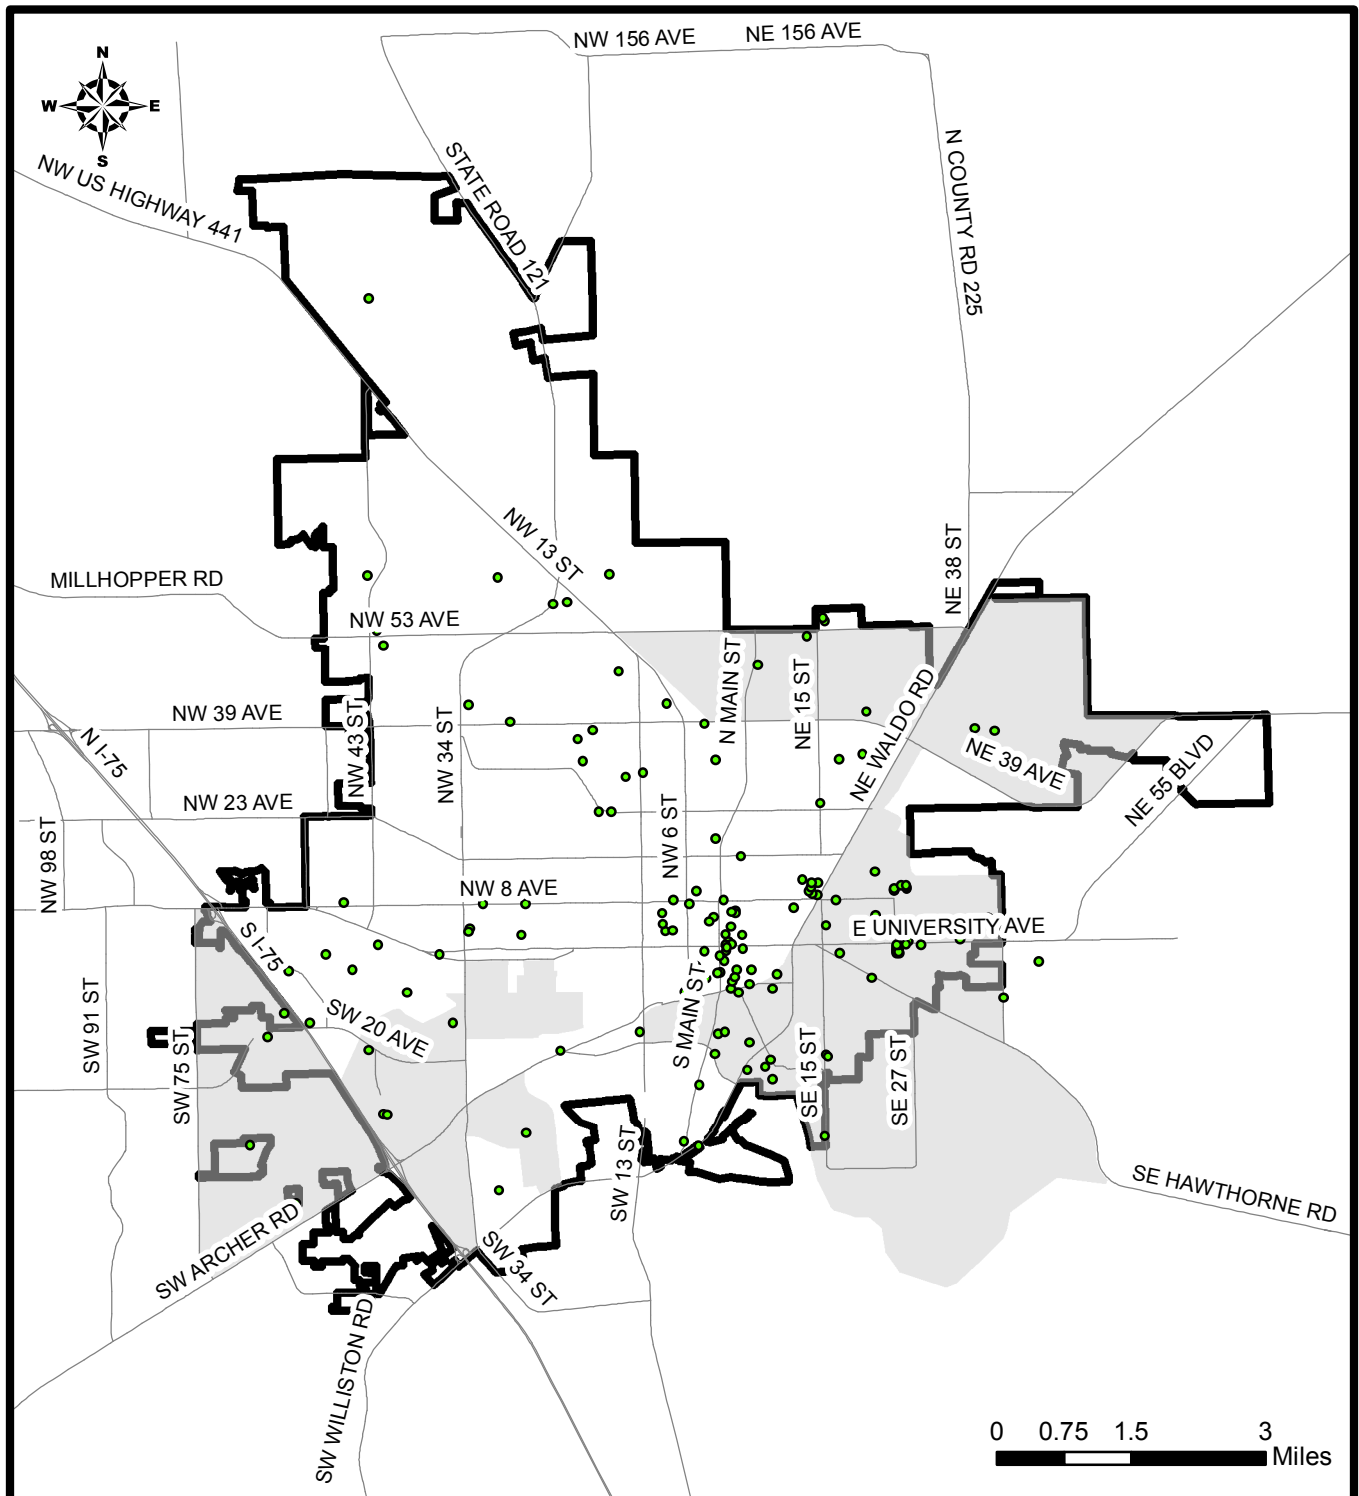 NW 156 AVE
NE 156 AVE
N
W
E
S
NW US HIGHWAY 441
STATE ROAD 121
N COUNTY RD 225
NW 13 ST
NE 38 ST
MILLHOPPER RD
NW 53 AVE
N MAIN ST
NE 15 ST
NE WALDO RD
NW 39 AVE
NW 43 ST
NW 34 ST
N I-75
NE 39 AVE
NE 55 BLVD
NW 23 AVE
NW 6 ST
NW 98 ST
NW 8 AVE
E UNIVERSITY AVE
S I-75
SW 91 ST
SW 20 AVE
S MAIN ST
SW 75 ST
SE 15 ST
SE 27 ST
SW 13 ST
SE HAWTHORNE RD
SW ARCHER RD
SW 34 ST
SW WILLISTON RD
0 0.75 1.5 3
Miles